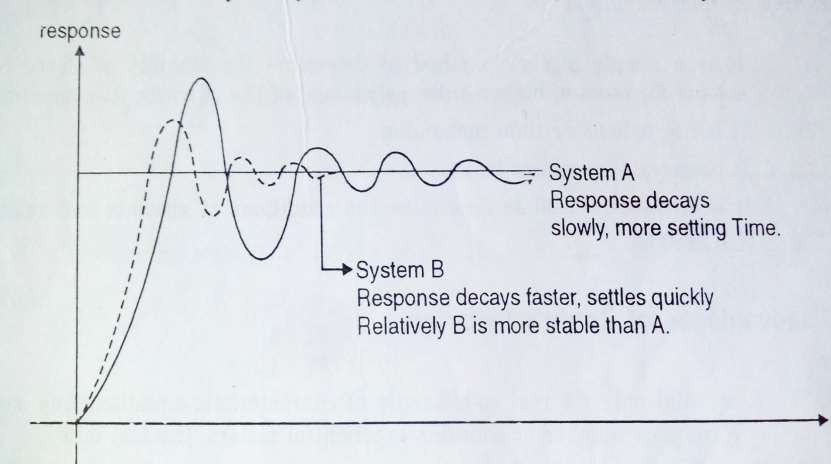 response
System A
Response decays
slowly, more setting Time.
System B
Response decays faster, settles quickly
Relatively B is more stable than A.